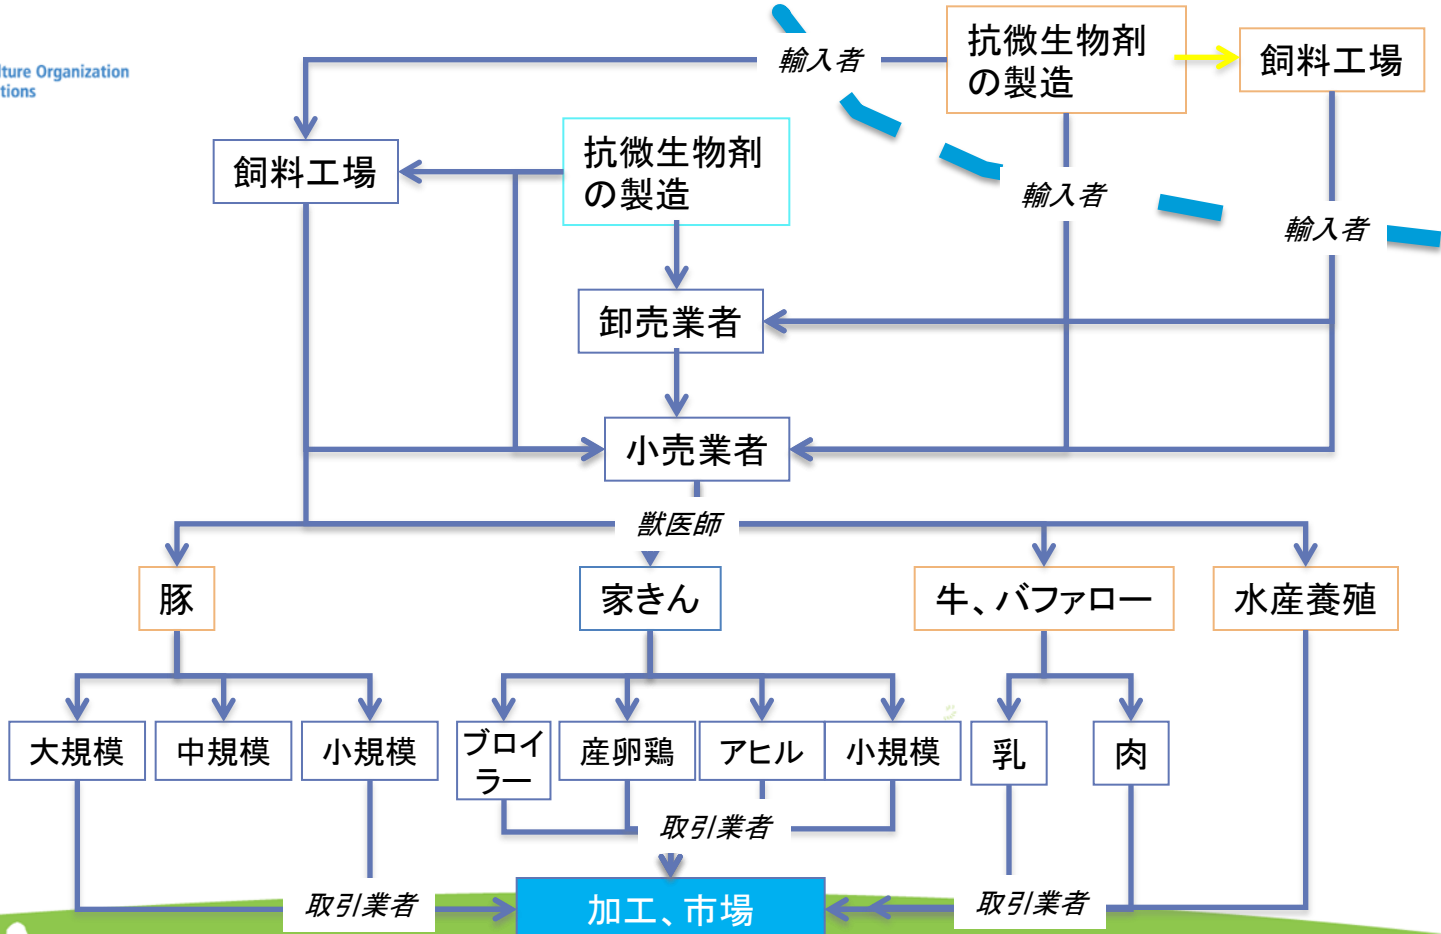 lture Organization
tions
輸入者
抗微生物剤
の製造
飼料工場
飼料工場
抗微生物剤
の製造
輸入者
輸入者
卸売業者
小売業者
獣医師
豚
家きん
牛、バファロー
水産養殖
大規模
中規模
小規模
ブロイ
ラー
産卵鶏
アヒル
小規模
乳
肉
取引業者
取引業者
加工、市場
取引業者